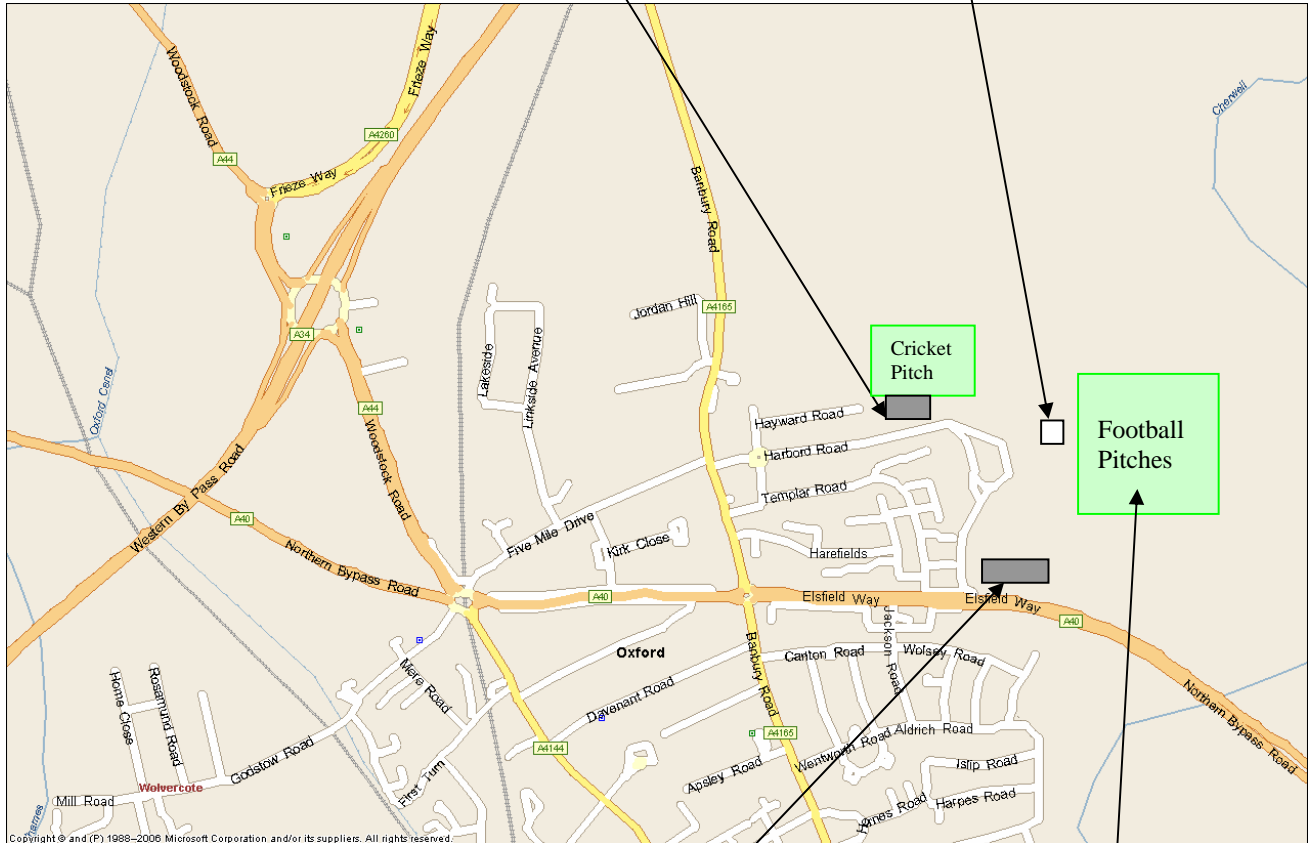 Woodstock Road
Frieze Way
A4260
A44
Frieze Way
Cherwell
Banbury Road
Jordan Hill
A4165
A34
Lakeside
Linkside Avenue
Cricket
Pitch
Oxford Canal
A44
Woodstock Road
Hayward Road
Harbord Road
Football
Pitches
Templar Road
Western By Pass Road
A40
Five Mile Drive
Kirk Close
Harefields
Northern Bypass Road
A40
Elsfield Way
Elsfield Way
A40
Jackson Road
Banbury Road
Oxford
Carlton Road
Wolsey Road
Mere Road
Home Close
Rosamund Road
Davenant Road
Northern Bypass Road
A4144
A4165
Wentworth Road
Aldrich Road
Godstow Road
First Turn
Apsley Road
Islip Road
Wolvercote
Mill Road
Harpes Road
Thames
Copyright © and (P) 1988–2006 Microsoft Corporation and/or its suppliers. All rights reserved.